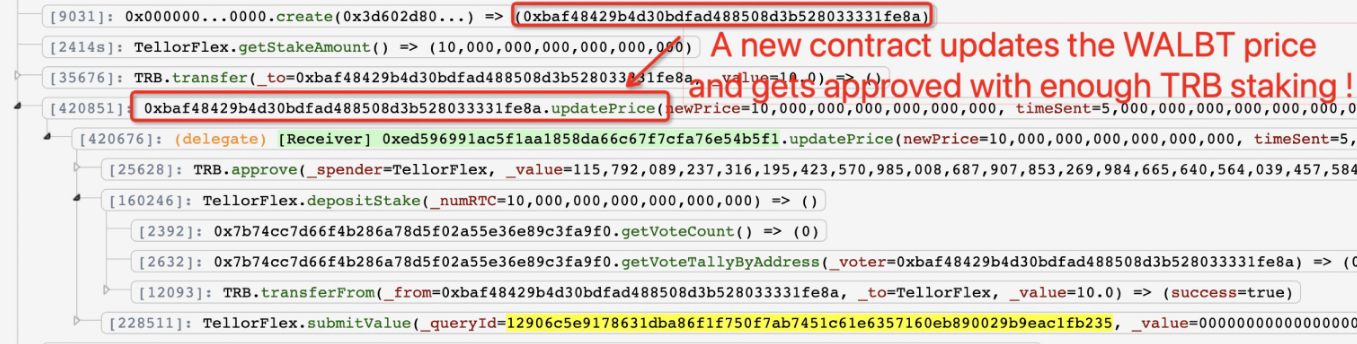 [9031]: 0x000000...0000.create(0x3d602d80...) => (0xbaf48429b4d30bdfad488508d3b528033331fe8a)
[2414s]: TellorFlex.getStakeAmount() => (10,000,000,000,000,000,000)
A new contract updates the WALBT price
[35676]: TRB.transfer(_to=0xbaf48429b4d30bdfad488508d3b528033331fe8a, _value=10.0) => ()
and gets approved with enough TRB staking !
[420851]: 0xbaf48429b4d30bdfad488508d3b528033331fe8a.updatePrice(newPrice=10,000,000,000,000,000,000, timeSent=5,000,000,000,000,000,000,0
[420676]: (delegate) [Receiver] 0xed596991ac5f1aa1858da66c67f7cfa76e54b5f1.updatePrice(newPrice=10,000,000,000,000,000,000, timeSent=5,
[25628]: TRB.approve(_spender=TellorFlex, _value=115,792,089,237,316,195,423,570,985,008,687,907,853,269,984,665,640,564,039,457,584
[160246]: TellorFlex.depositStake(_numRTC=10,000,000,000,000,000,000) => ()
[2392]: 0x7b74cc7d66f4b286a78d5f02a55e36e89c3fa9f0.getVoteCount() => (0)
[2632]: 0x7b74cc7d66f4b286a78d5f02a55e36e89c3fa9f0.getVoteTallyByAddress(_voter=0xbaf48429b4d30bdfad488508d3b528033331fe8a) => (0
[12093]: TRB.transferFrom(_from=0xbaf48429b4d30bdfad488508d3b528033331fe8a, _to=TellorFlex, _value=10.0) => (success=true)
[228511]: TellorFlex.submitValue(_queryId=12906c5e9178631dba86f1f750f7ab7451c61e6357160eb890029b9eac1fb235, _value=00000000000000000